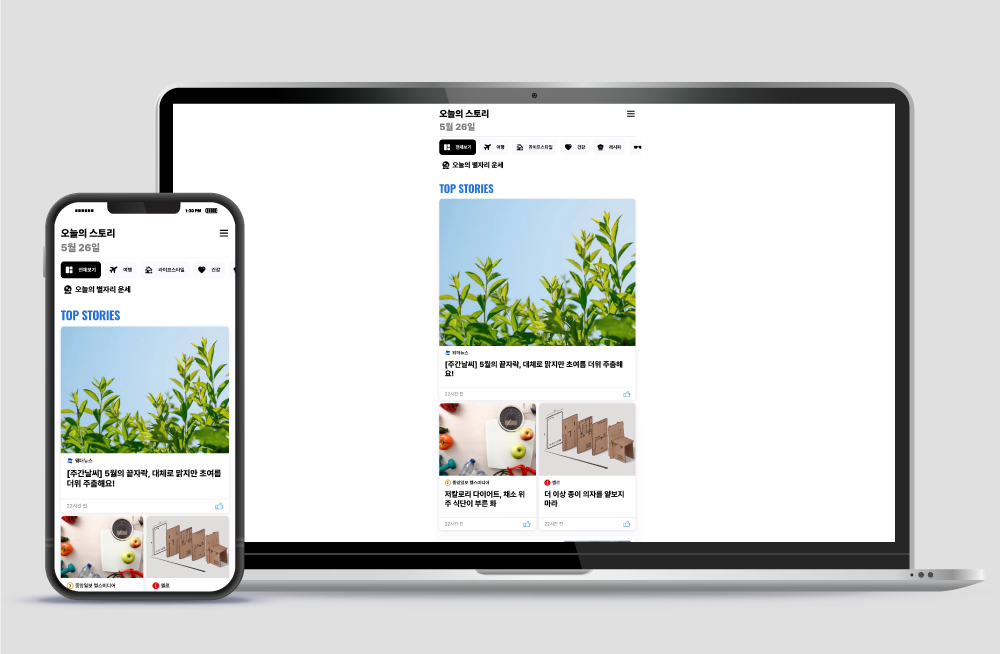 오늘의 스토리
5월 26일
전체보기 여행 라이프스타일 건강 레시피
오늘의 별자리 운세
TOP STORIES
웨더뉴스
[주간날씨] 5월의 끝자락, 대체로 맑지만 초여름 더위 주춤해
요!
22시간 전
중앙일보 헬스미디어
저칼로리 다이어트, 채소 위
주 식단이 부른 화
22시간 전
엘르
더 이상 종이 의자를 얕보지
마라
22시간 전
1:30 PM
오늘의 스토리
5월 26일
전체보기 여행 라이프스타일 건강
오늘의 별자리 운세
TOP STORIES
웨더뉴스
[주간날씨] 5월의 끝자락, 대체로 맑지만 초여름
더위 주춤해요!
22시간 전
중앙일보 헬스미디어
엘르